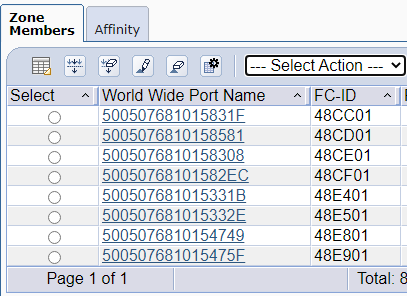 Zone Members
Affinity
--- Select Action ---
Select World Wide Port Name FC-ID
500507681015831F 48CC01
5005076810158581 48CD01
5005076810158308 48CE01
50050768101582EC 48CF01
500507681015331B 48E401
500507681015332E 48E501
5005076810154749 48E801
500507681015475F 48E901
Page 1 of 1 Total: 8